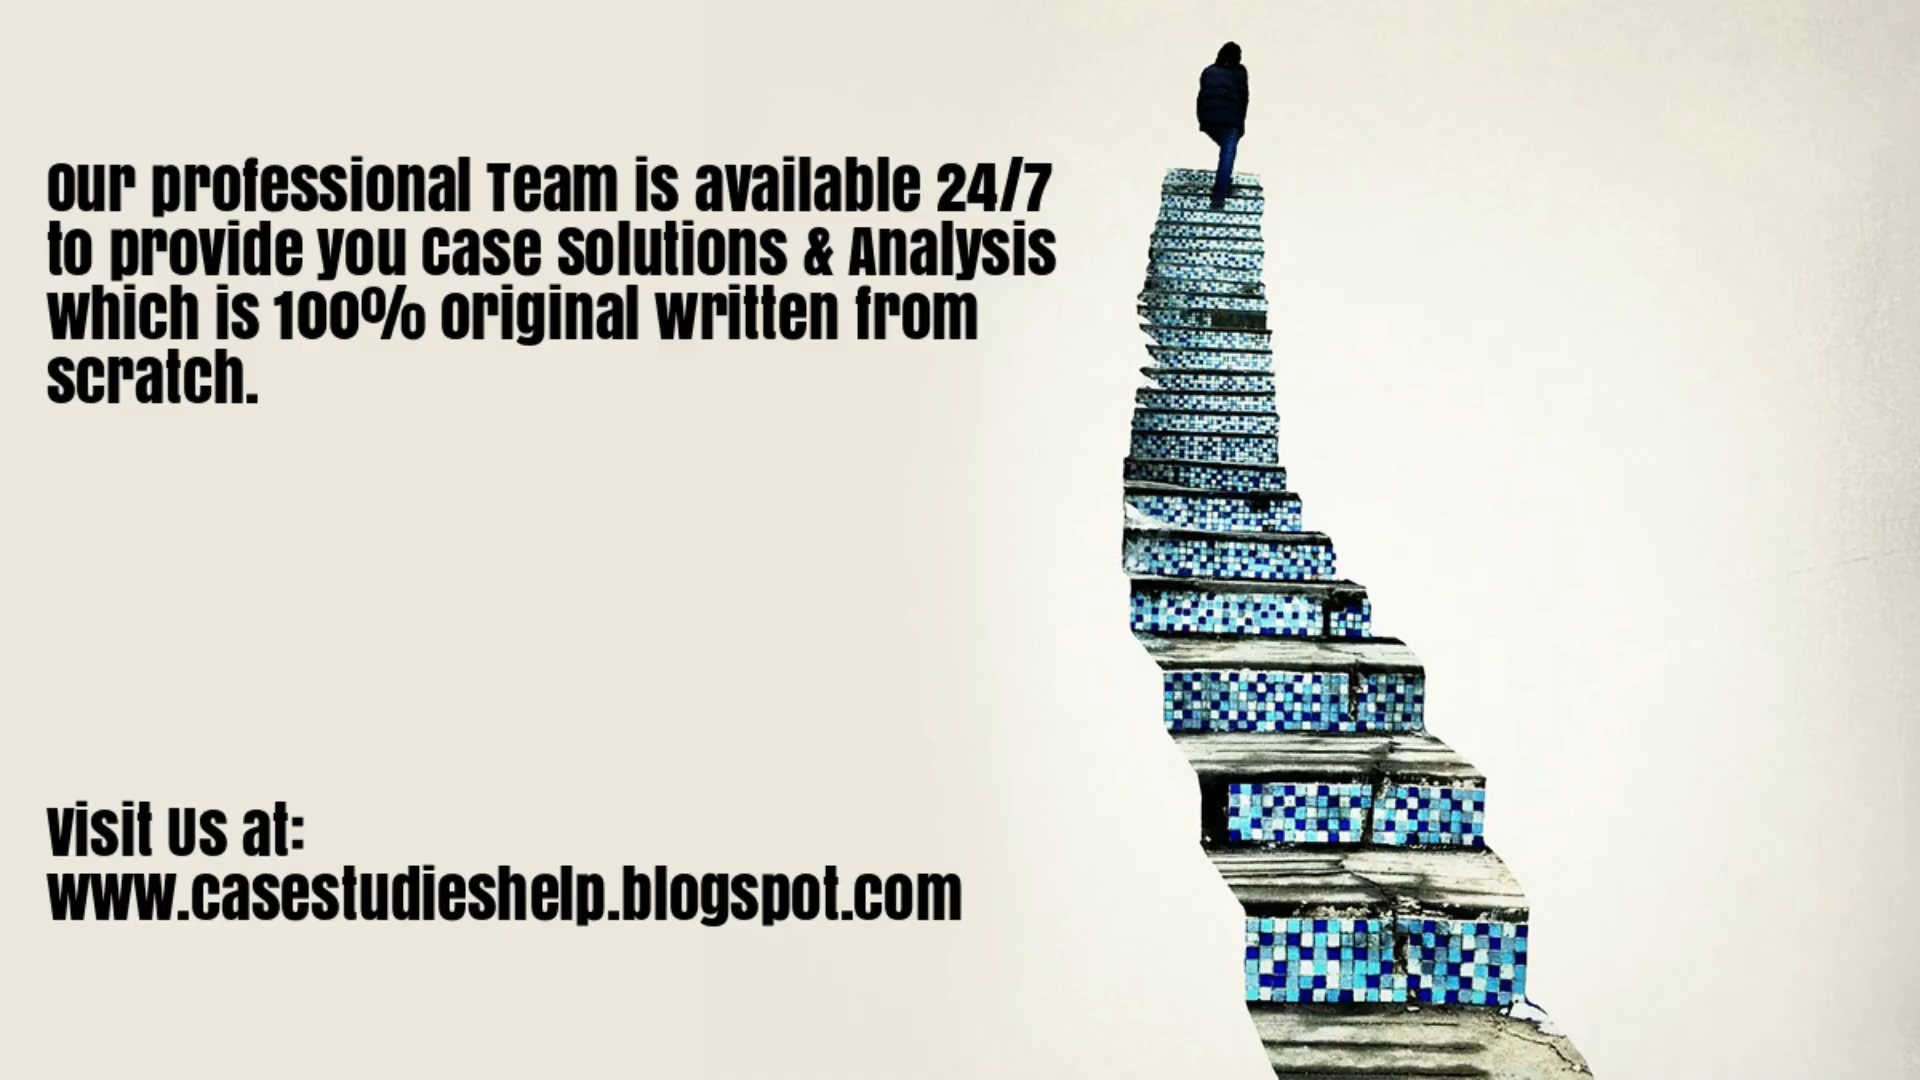 Our professional Team is available 24/7
to provide you Case Solutions & Analysis
which is 100% original written from
scratch.
Visit Us at:
www.casestudieshelp.blogspot.com